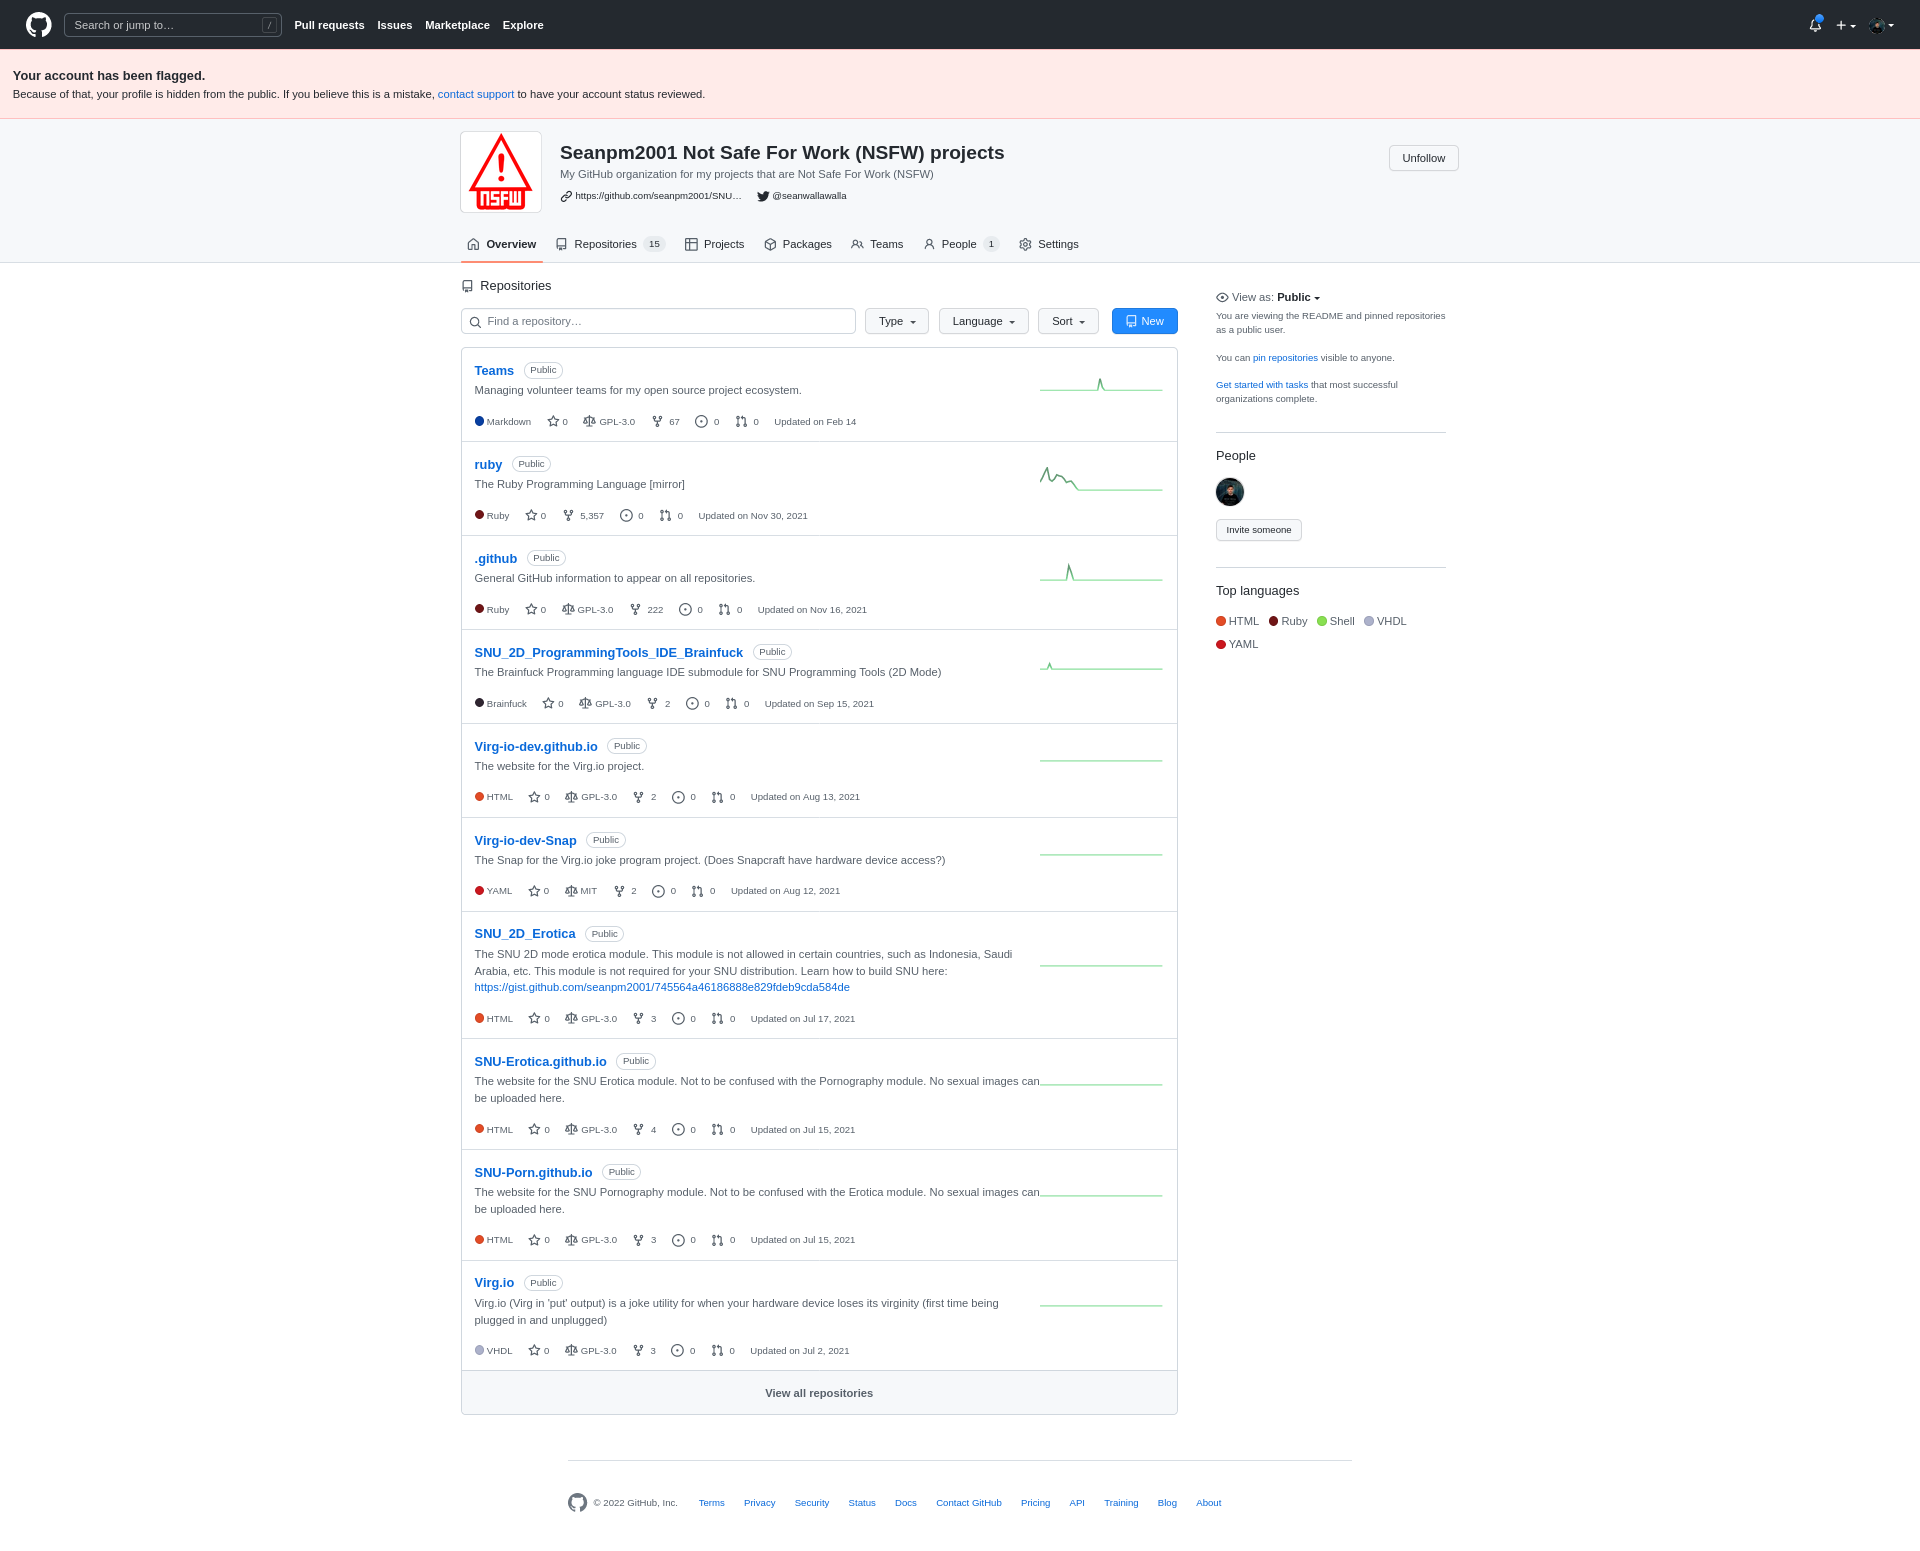 Search or jump to… /
Pull requests Issues Marketplace Explore
Your account has been flagged.
Because of that, your profile is hidden from the public. If you believe this is a mistake, contact support to have your account status reviewed.
NSFW
Seanpm2001 Not Safe For Work (NSFW) projects
My GitHub organization for my projects that are Not Safe For Work (NSFW)
https://github.com/seanpm2001/SNU… @seanwallawalla
Unfollow
Overview Repositories 15 Projects Packages Teams People 1 Settings
Repositories
Find a repository… Type Language Sort New
Teams Public
Managing volunteer teams for my open source project ecosystem.
Markdown 0 GPL-3.0 67 0 0 Updated on Feb 14
ruby Public
The Ruby Programming Language [mirror]
Ruby 0 5,357 0 0 Updated on Nov 30, 2021
.github Public
General GitHub information to appear on all repositories.
Ruby 0 GPL-3.0 222 0 0 Updated on Nov 16, 2021
SNU_2D_ProgrammingTools_IDE_Brainfuck Public
The Brainfuck Programming language IDE submodule for SNU Programming Tools (2D Mode)
Brainfuck 0 GPL-3.0 2 0 0 Updated on Sep 15, 2021
Virg-io-dev.github.io Public
The website for the Virg.io project.
HTML 0 GPL-3.0 2 0 0 Updated on Aug 13, 2021
Virg-io-dev-Snap Public
The Snap for the Virg.io joke program project. (Does Snapcraft have hardware device access?)
YAML 0 MIT 2 0 0 Updated on Aug 12, 2021
SNU_2D_Erotica Public
The SNU 2D mode erotica module. This module is not allowed in certain countries, such as Indonesia, Saudi
Arabia, etc. This module is not required for your SNU distribution. Learn how to build SNU here:
https://gist.github.com/seanpm2001/745564a46186888e829fdeb9cda584de
HTML 0 GPL-3.0 3 0 0 Updated on Jul 17, 2021
SNU-Erotica.github.io Public
The website for the SNU Erotica module. Not to be confused with the Pornography module. No sexual images can
be uploaded here.
HTML 0 GPL-3.0 4 0 0 Updated on Jul 15, 2021
SNU-Porn.github.io Public
The website for the SNU Pornography module. Not to be confused with the Erotica module. No sexual images can
be uploaded here.
HTML 0 GPL-3.0 3 0 0 Updated on Jul 15, 2021
Virg.io Public
Virg.io (Virg in 'put' output) is a joke utility for when your hardware device loses its virginity (first time being
plugged in and unplugged)
VHDL 0 GPL-3.0 3 0 0 Updated on Jul 2, 2021
View all repositories
View as: Public
You are viewing the README and pinned repositories
as a public user.
You can pin repositories visible to anyone.
Get started with tasks that most successful
organizations complete.
People
Invite someone
Top languages
HTML Ruby Shell VHDL
YAML
© 2022 GitHub, Inc. Terms Privacy Security Status Docs Contact GitHub Pricing API Training Blog About